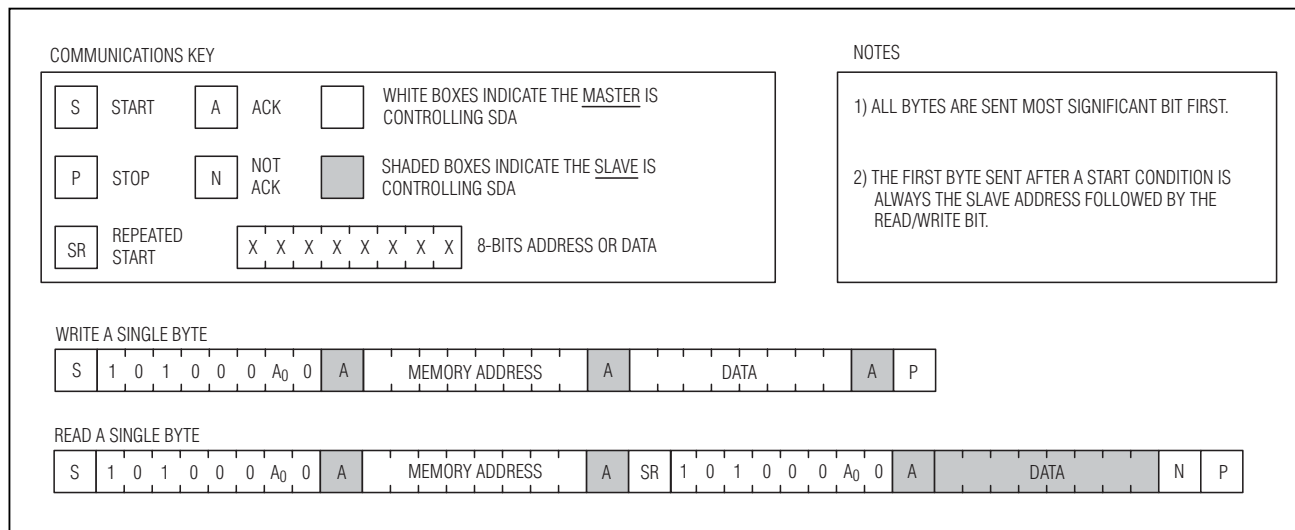 COMMUNICATIONS KEY
S START A ACK WHITE BOXES INDICATE THE MASTER IS
CONTROLLING SDA
P STOP N NOT
ACK SHADED BOXES INDICATE THE SLAVE IS
CONTROLLING SDA
SR REPEATED
START X X X X X X X X 8-BITS ADDRESS OR DATA
NOTES
1) ALL BYTES ARE SENT MOST SIGNIFICANT BIT FIRST.
2) THE FIRST BYTE SENT AFTER A START CONDITION IS
ALWAYS THE SLAVE ADDRESS FOLLOWED BY THE
READ/WRITE BIT.
WRITE A SINGLE BYTE
S 1 0 1 0 0 0 A0 0 A MEMORY ADDRESS A DATA A P
READ A SINGLE BYTE
S 1 0 1 0 0 0 A0 0 A MEMORY ADDRESS A SR 1 0 1 0 0 0 A0 0 A DATA N P